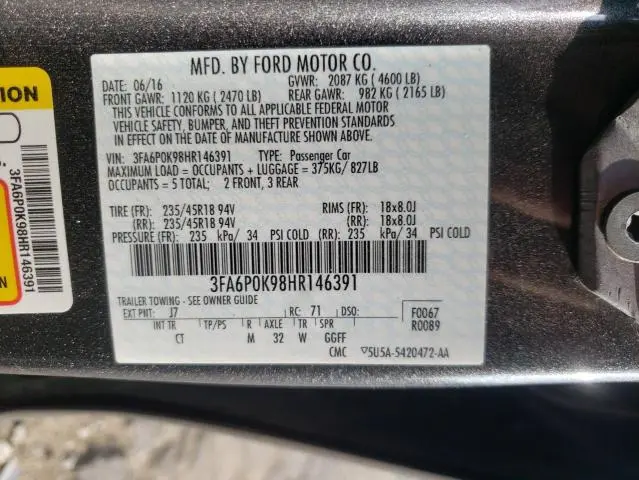 MFD. BY FORD MOTOR CO.
DATE: 06/16 GVWR: 2087 KG ( 4600 LB)
FRONT GAWR: 1120 KG ( 2470 LB) REAR GAWR: 982 KG ( 2165 LB)
THIS VEHICLE CONFORMS TO ALL APPLICABLE FEDERAL MOTOR
VEHICLE SAFETY, BUMPER, AND THEFT PREVENTION STANDARDS
IN EFFECT ON THE DATE OF MANUFACTURE SHOWN ABOVE.
VIN: 3FA6P0K98HR146391 TYPE: Passenger Car
MAXIMUM LOAD = OCCUPANTS + LUGGAGE = 375KG/ 827LB
OCCUPANTS = 5 TOTAL: 2 FRONT, 3 REAR
TIRE (FR): 235/45R18 94V RIMS (FR): 18x8.0J
(RR): 235/45R18 94V (RR): 18x8.0J
PRESSURE (FR): 235 kPa/ 34 PSI COLD (RR): 235 kPa/ 34 PSI COLD
3FA6P0K98HR146391
TRAILER TOWING - SEE OWNER GUIDE
EXT PNT: J7 RC: 71 DSO: F0067
R0089
INT TR TP/PS R AXLE TR SPR
CT M 32 W GGFF
CMC ▽5U5A-5420472-AA
ION
3FA6P0K98HR146391